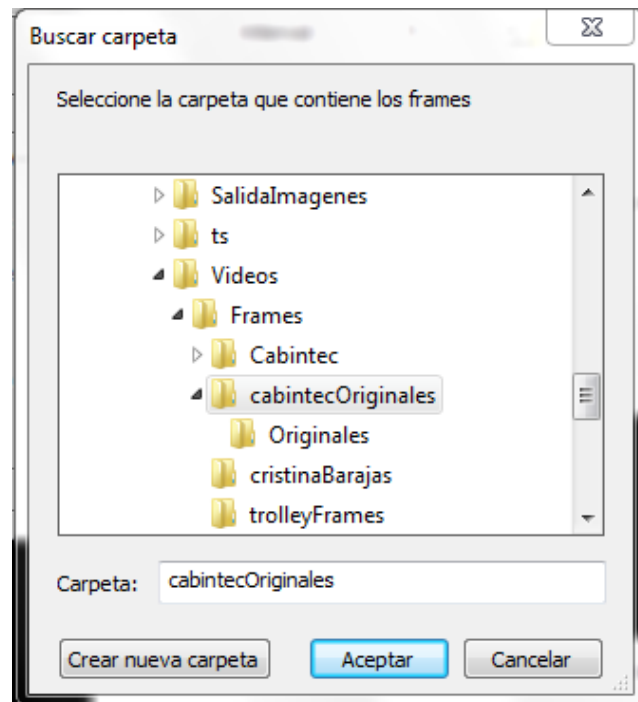 Buscar carpeta
Seleccione la carpeta que contiene los frames
SalidaImagenes
ts
Videos
Frames
Cabintec
cabintecOriginales
Originales
cristinaBarajas
trolleyFrames
Carpeta: cabintecOriginales
Crear nueva carpeta Aceptar Cancelar